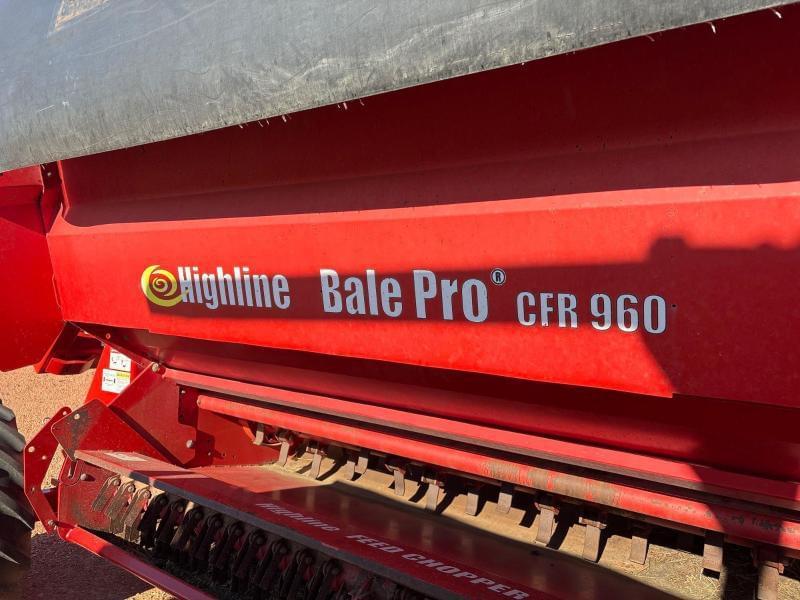 Highline Bale Pro® CFR 960
Highline FEED CHOPPER